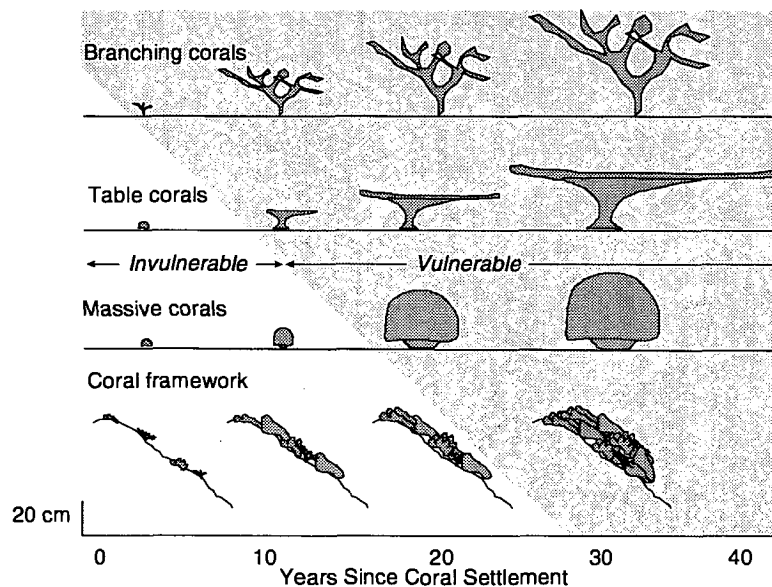 Branching corals
Table corals
Invulnerable
Vulnerable
Massive corals
Coral framework
20 cm
0 10 20 30 40
Years Since Coral Settlement